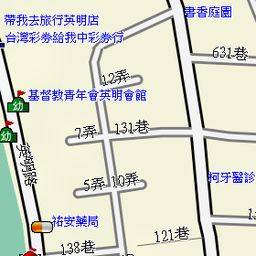 書香庭園
帶我去旅行英明店
台灣彩券給我中彩券行
631巷
12弄
基督教青年會英明會館
幼
7弄
131巷
幼
英明路
柯牙醫診
5弄
10弄
祐安藥局
121巷
138巷